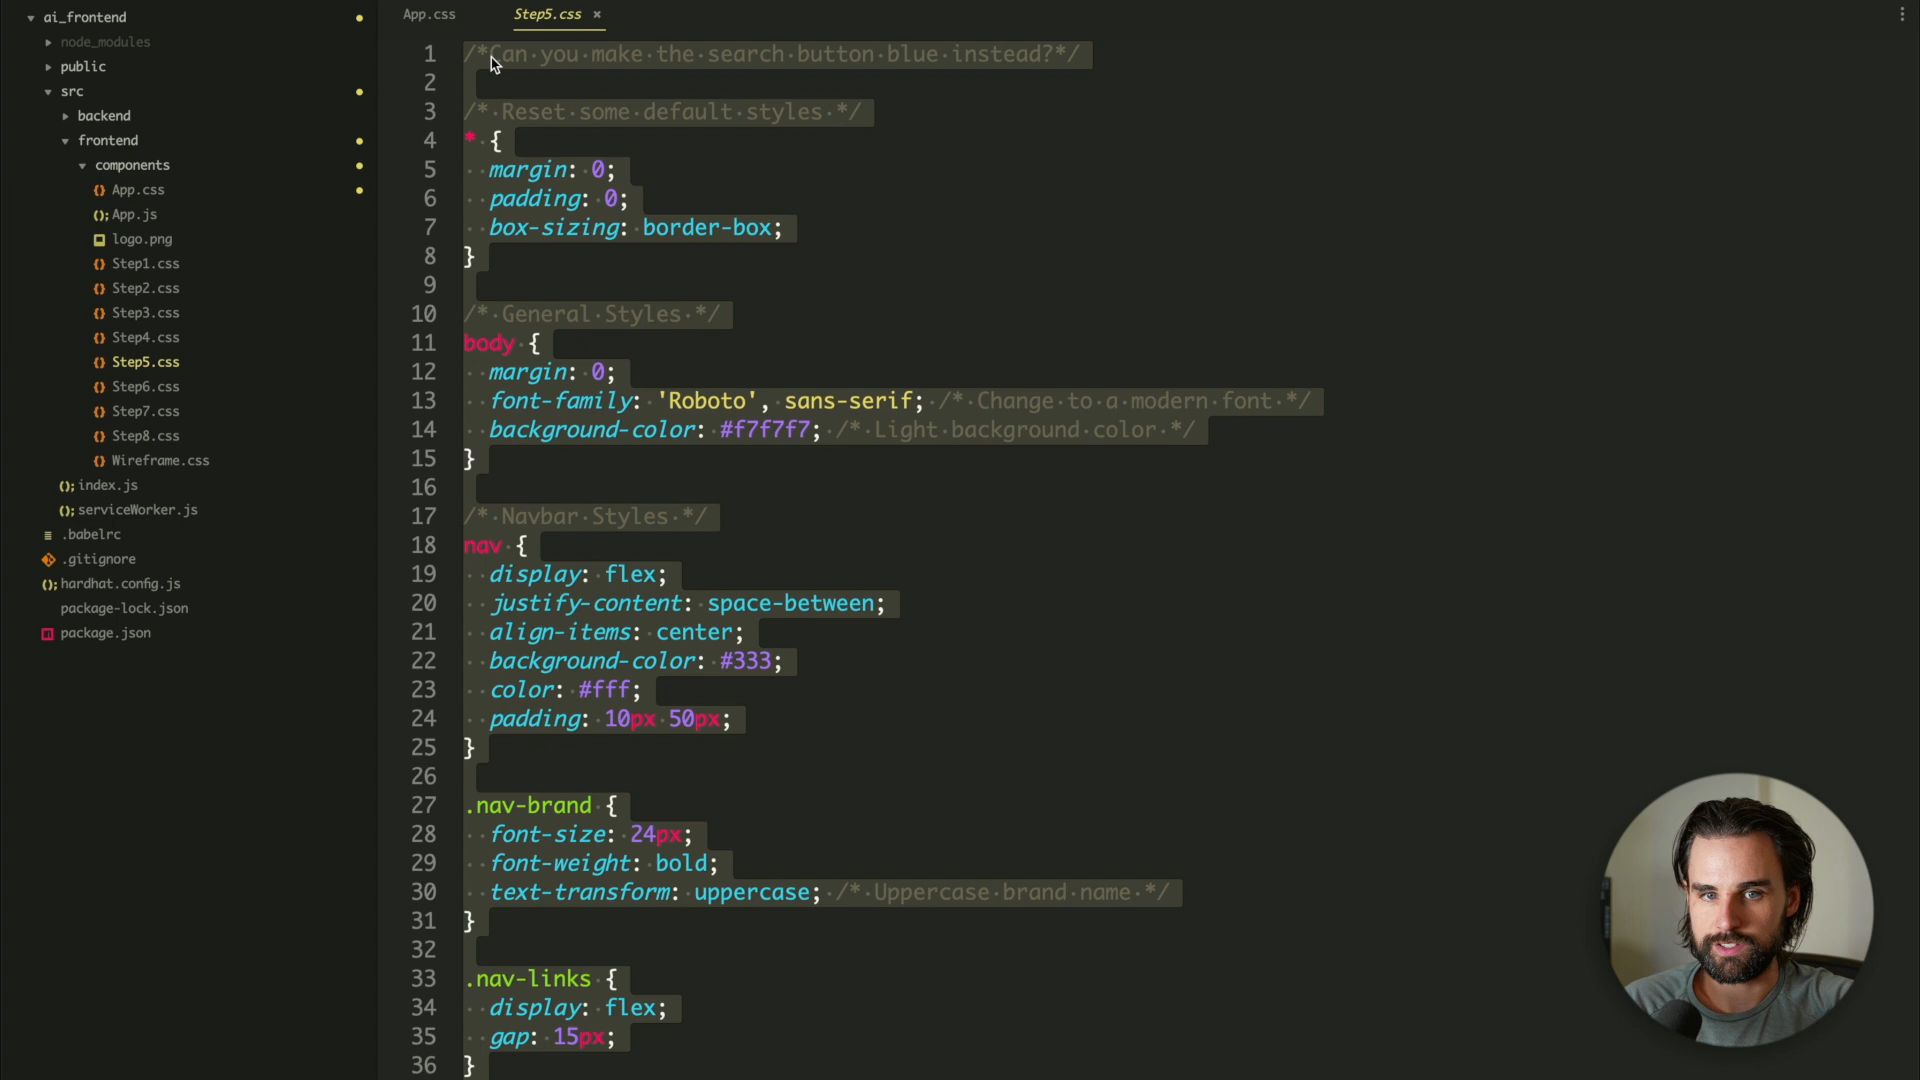 ai_frontend
node_modules
public
src
backend
frontend
components
App.css
App.js
logo.png
Step1.css
Step2.css
Step3.css
Step4.css
Step5.css
Step6.css
Step7.css
Step8.css
Wireframe.css
index.js
serviceWorker.js
.babelrc
.gitignore
hardhat.config.js
package-lock.json
package.json
App.css
Step5.css ×
1 /*Can you make the search button blue instead?*/
2
3 /* Reset some default styles */
4 * {
5 margin: 0;
6 padding: 0;
7 box-sizing: border-box;
8 }
9
10 /* General Styles */
11 body {
12 margin: 0;
13 font-family: 'Roboto', sans-serif; /* Change to a modern font */
14 background-color: #f7f7f7; /* Light background color */
15 }
16
17 /* Navbar Styles */
18 nav {
19 display: flex;
20 justify-content: space-between;
21 align-items: center;
22 background-color: #333;
23 color: #fff;
24 padding: 10px 50px;
25 }
26
27 .nav-brand {
28 font-size: 24px;
29 font-weight: bold;
30 text-transform: uppercase; /* Uppercase brand name */
31 }
32
33 .nav-links {
34 display: flex;
35 gap: 15px;
36 }